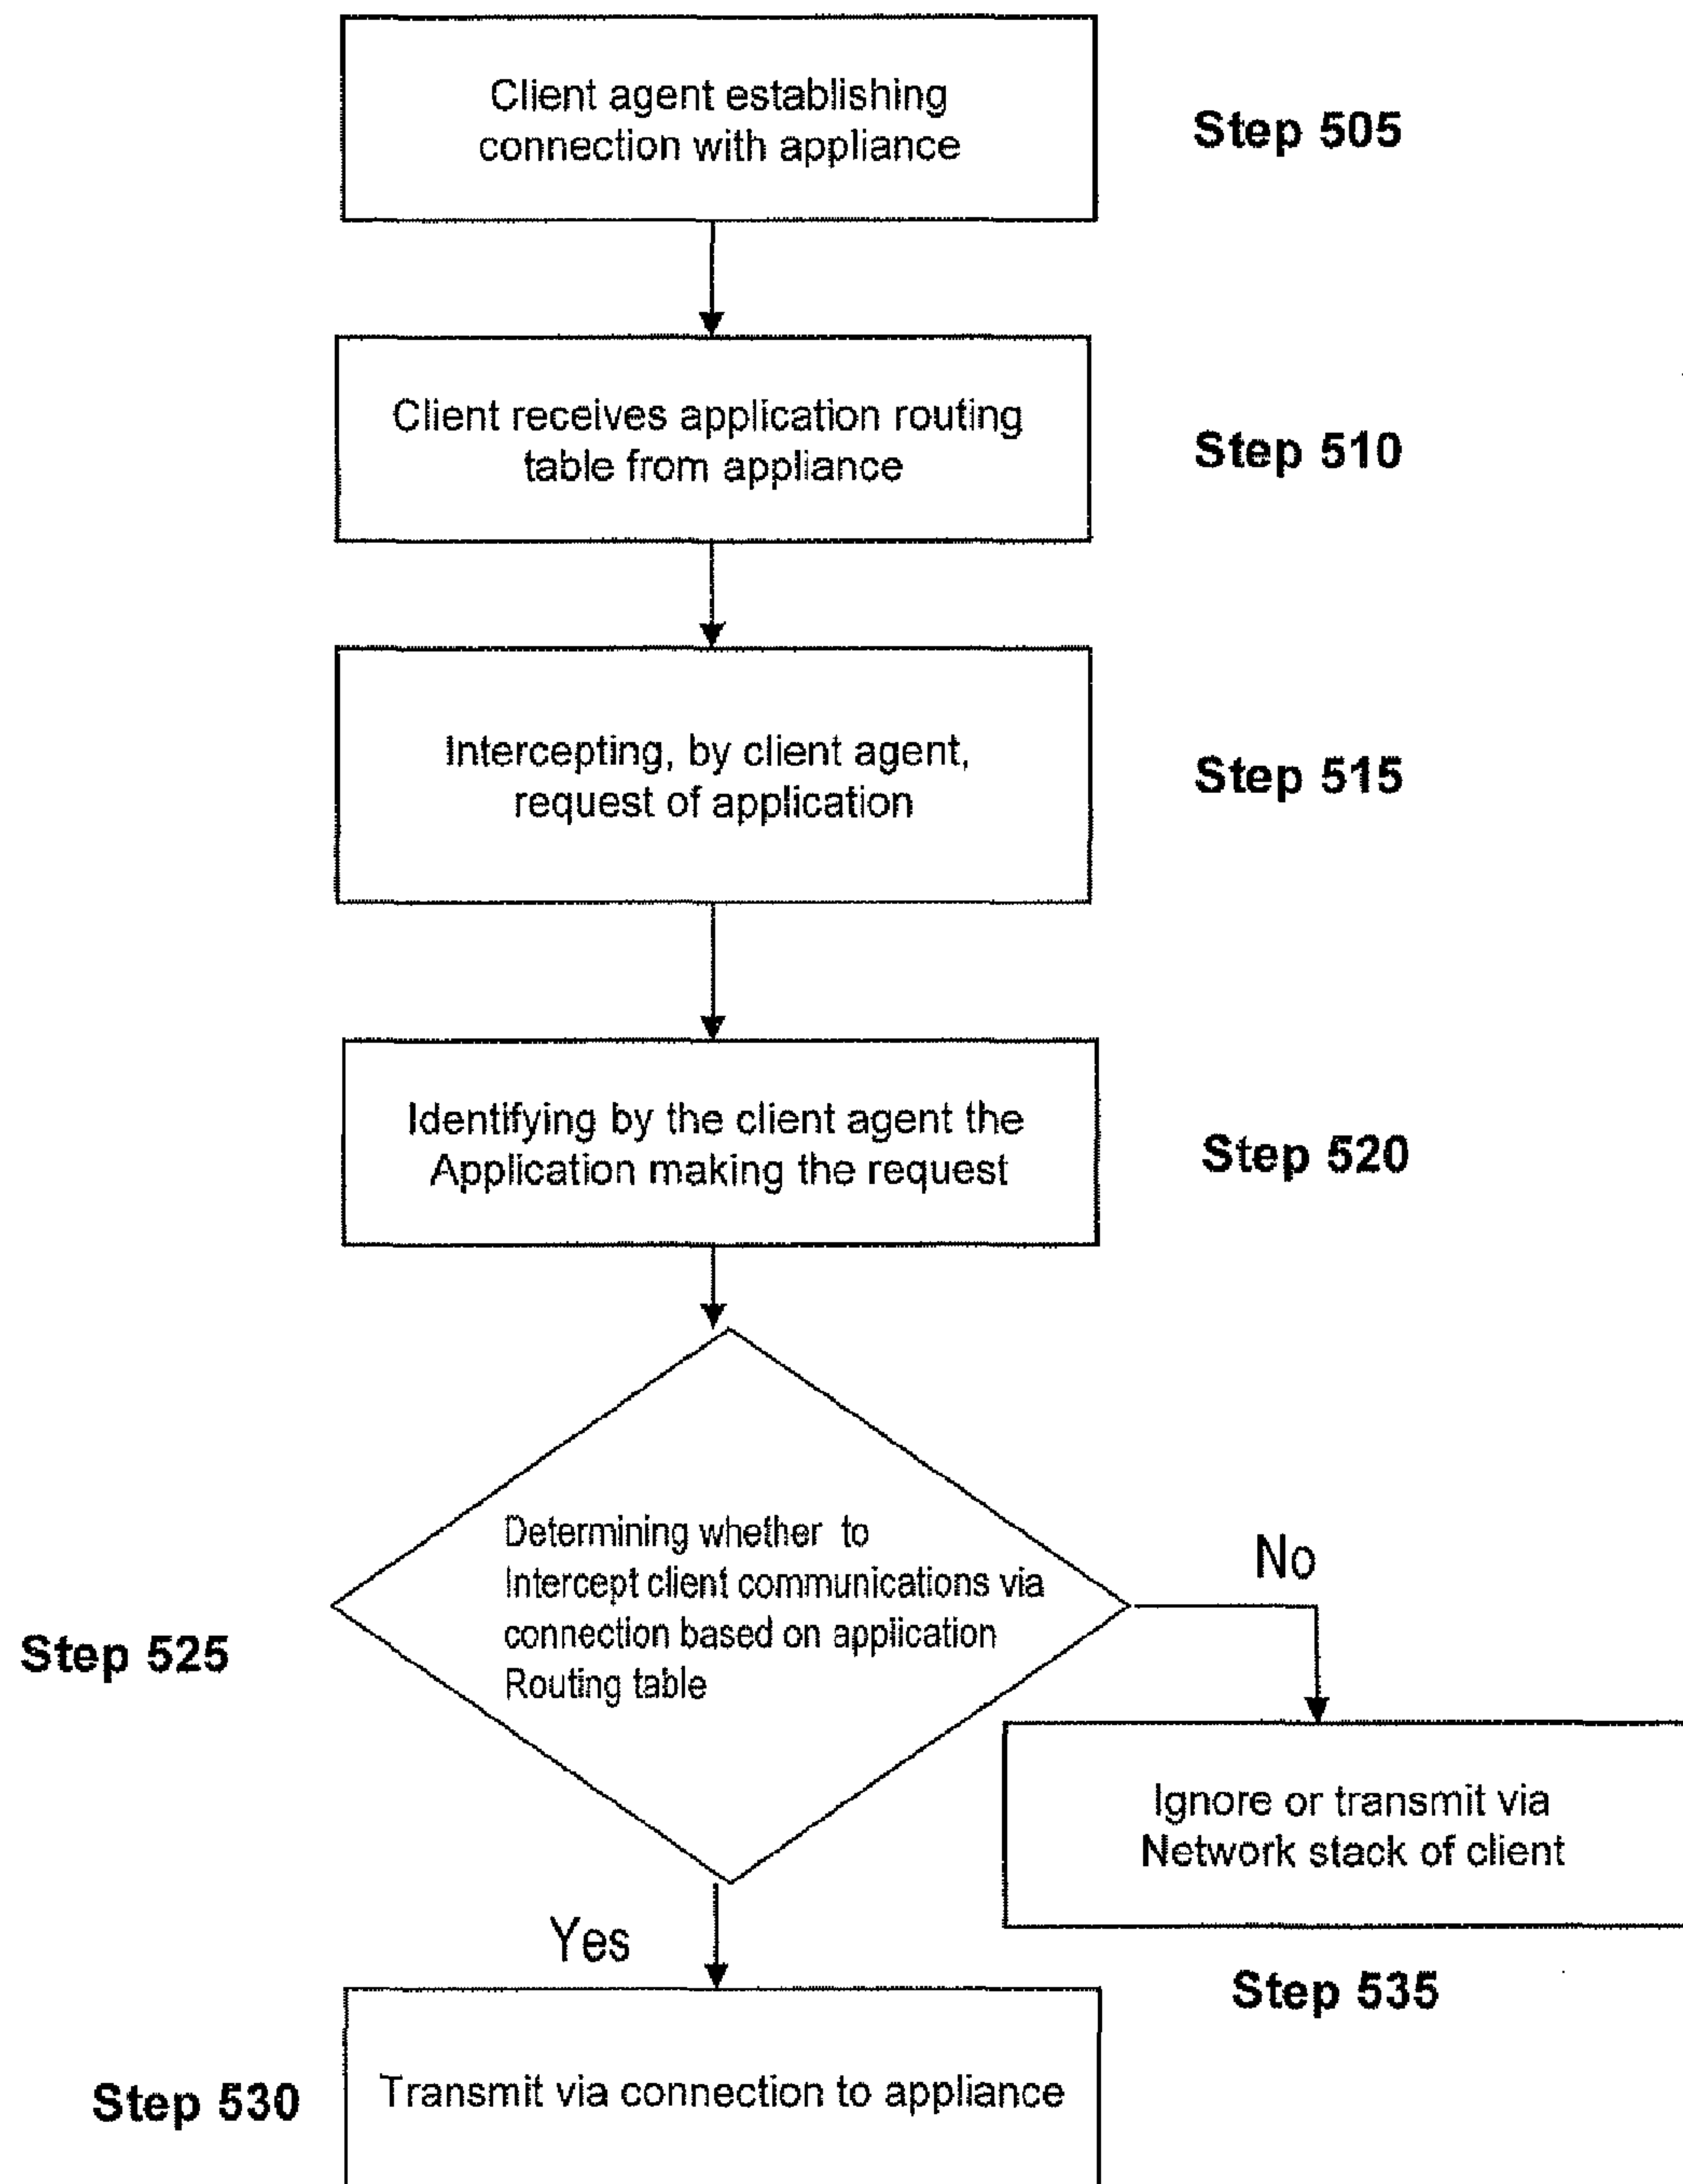 Client agent establishing
connection with appliance
Step 505
Client receives application routing
table from appliance
Step 510
Intercepting, by client agent,
request of application
Step 515
Identifying by the client agent the
Application making the request
Step 520
Determining whether to
Intercept client communications via
connection based on application
Routing table
Step 525
No
Ignore or transmit via
Network stack of client
Step 535
Yes
Transmit via connection to appliance
Step 530